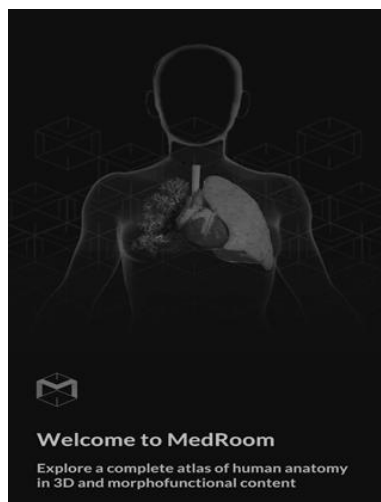 Welcome to MedRoom
Explore a complete atlas of human anatomy
in 3D and morphofunctional content